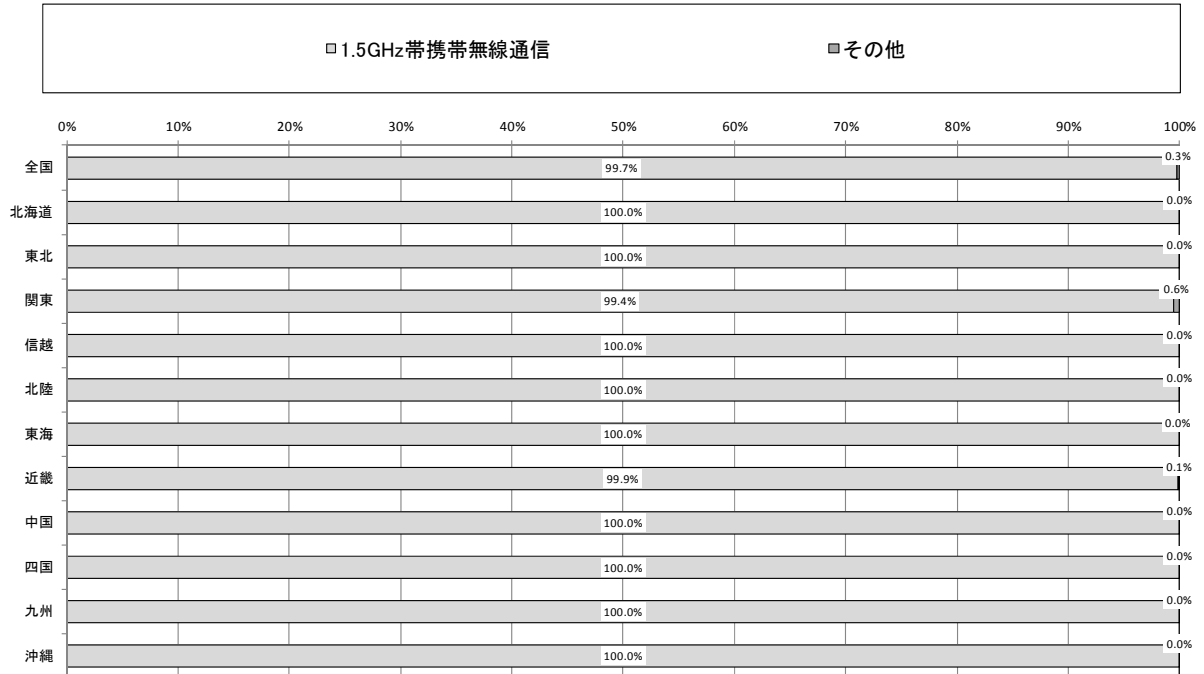 1.5GHz帯携帯無線通信 その他
0% 10% 20% 30% 40% 50% 60% 70% 80% 90% 100%
全国 99.7% 0.3%
北海道 100.0% 0.0%
東北 100.0% 0.0%
関東 99.4% 0.6%
信越 100.0% 0.0%
北陸 100.0% 0.0%
東海 100.0% 0.0%
近畿 99.9% 0.1%
中国 100.0% 0.0%
四国 100.0% 0.0%
九州 100.0% 0.0%
沖縄 100.0% 0.0%